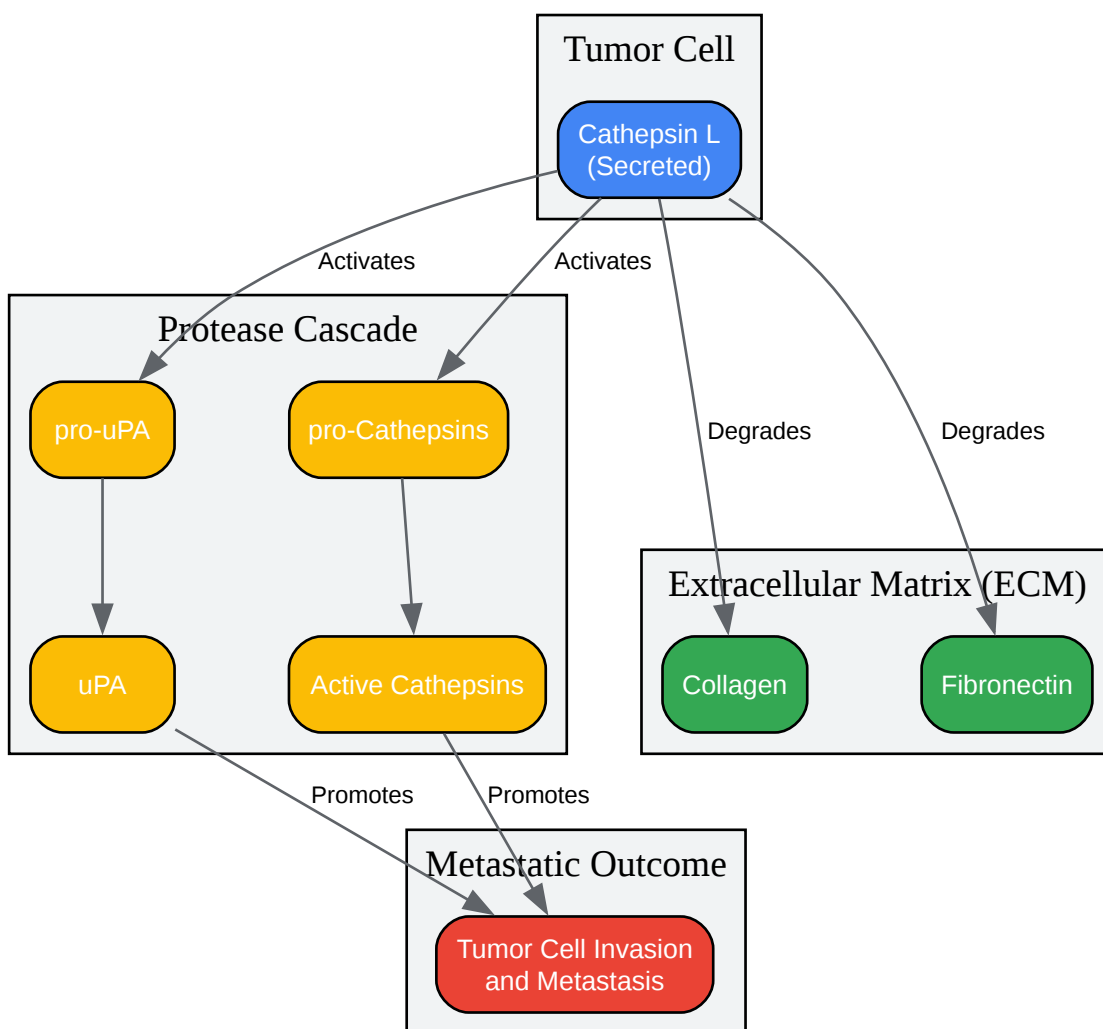 Tumor Cell
Cathepsin L
(Secreted)
Activates
Activates
Protease Cascade
pro-uPA
pro-Cathepsins
Degrades
Degrades
Extracellular Matrix (ECM)
uPA
Active Cathepsins
Collagen
Fibronectin
Promotes
Promotes
Metastatic Outcome
Tumor Cell Invasion
and Metastasis